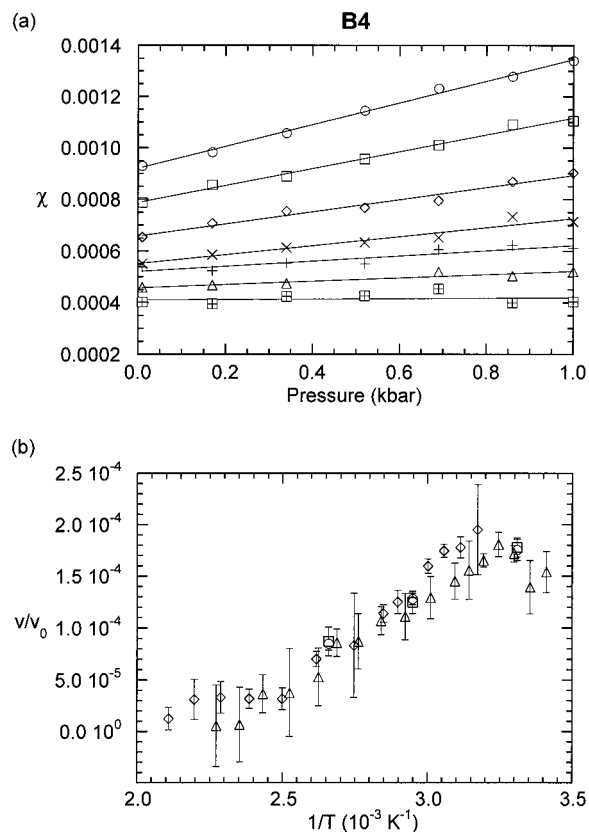 (a)
B4
0.0014
0.0012
0.0010
χ
0.0008
0.0006
0.0004
0.0002
0.0 0.2 0.4 0.6 0.8 1.0
Pressure (kbar)
(b)
2.5 10⁻⁴
2.0 10⁻⁴
1.5 10⁻⁴
v/v₀
1.0 10⁻⁴
5.0 10⁻⁵
0.0 10⁰
2.0 2.5 3.0 3.5
1/T (10⁻³ K⁻¹)